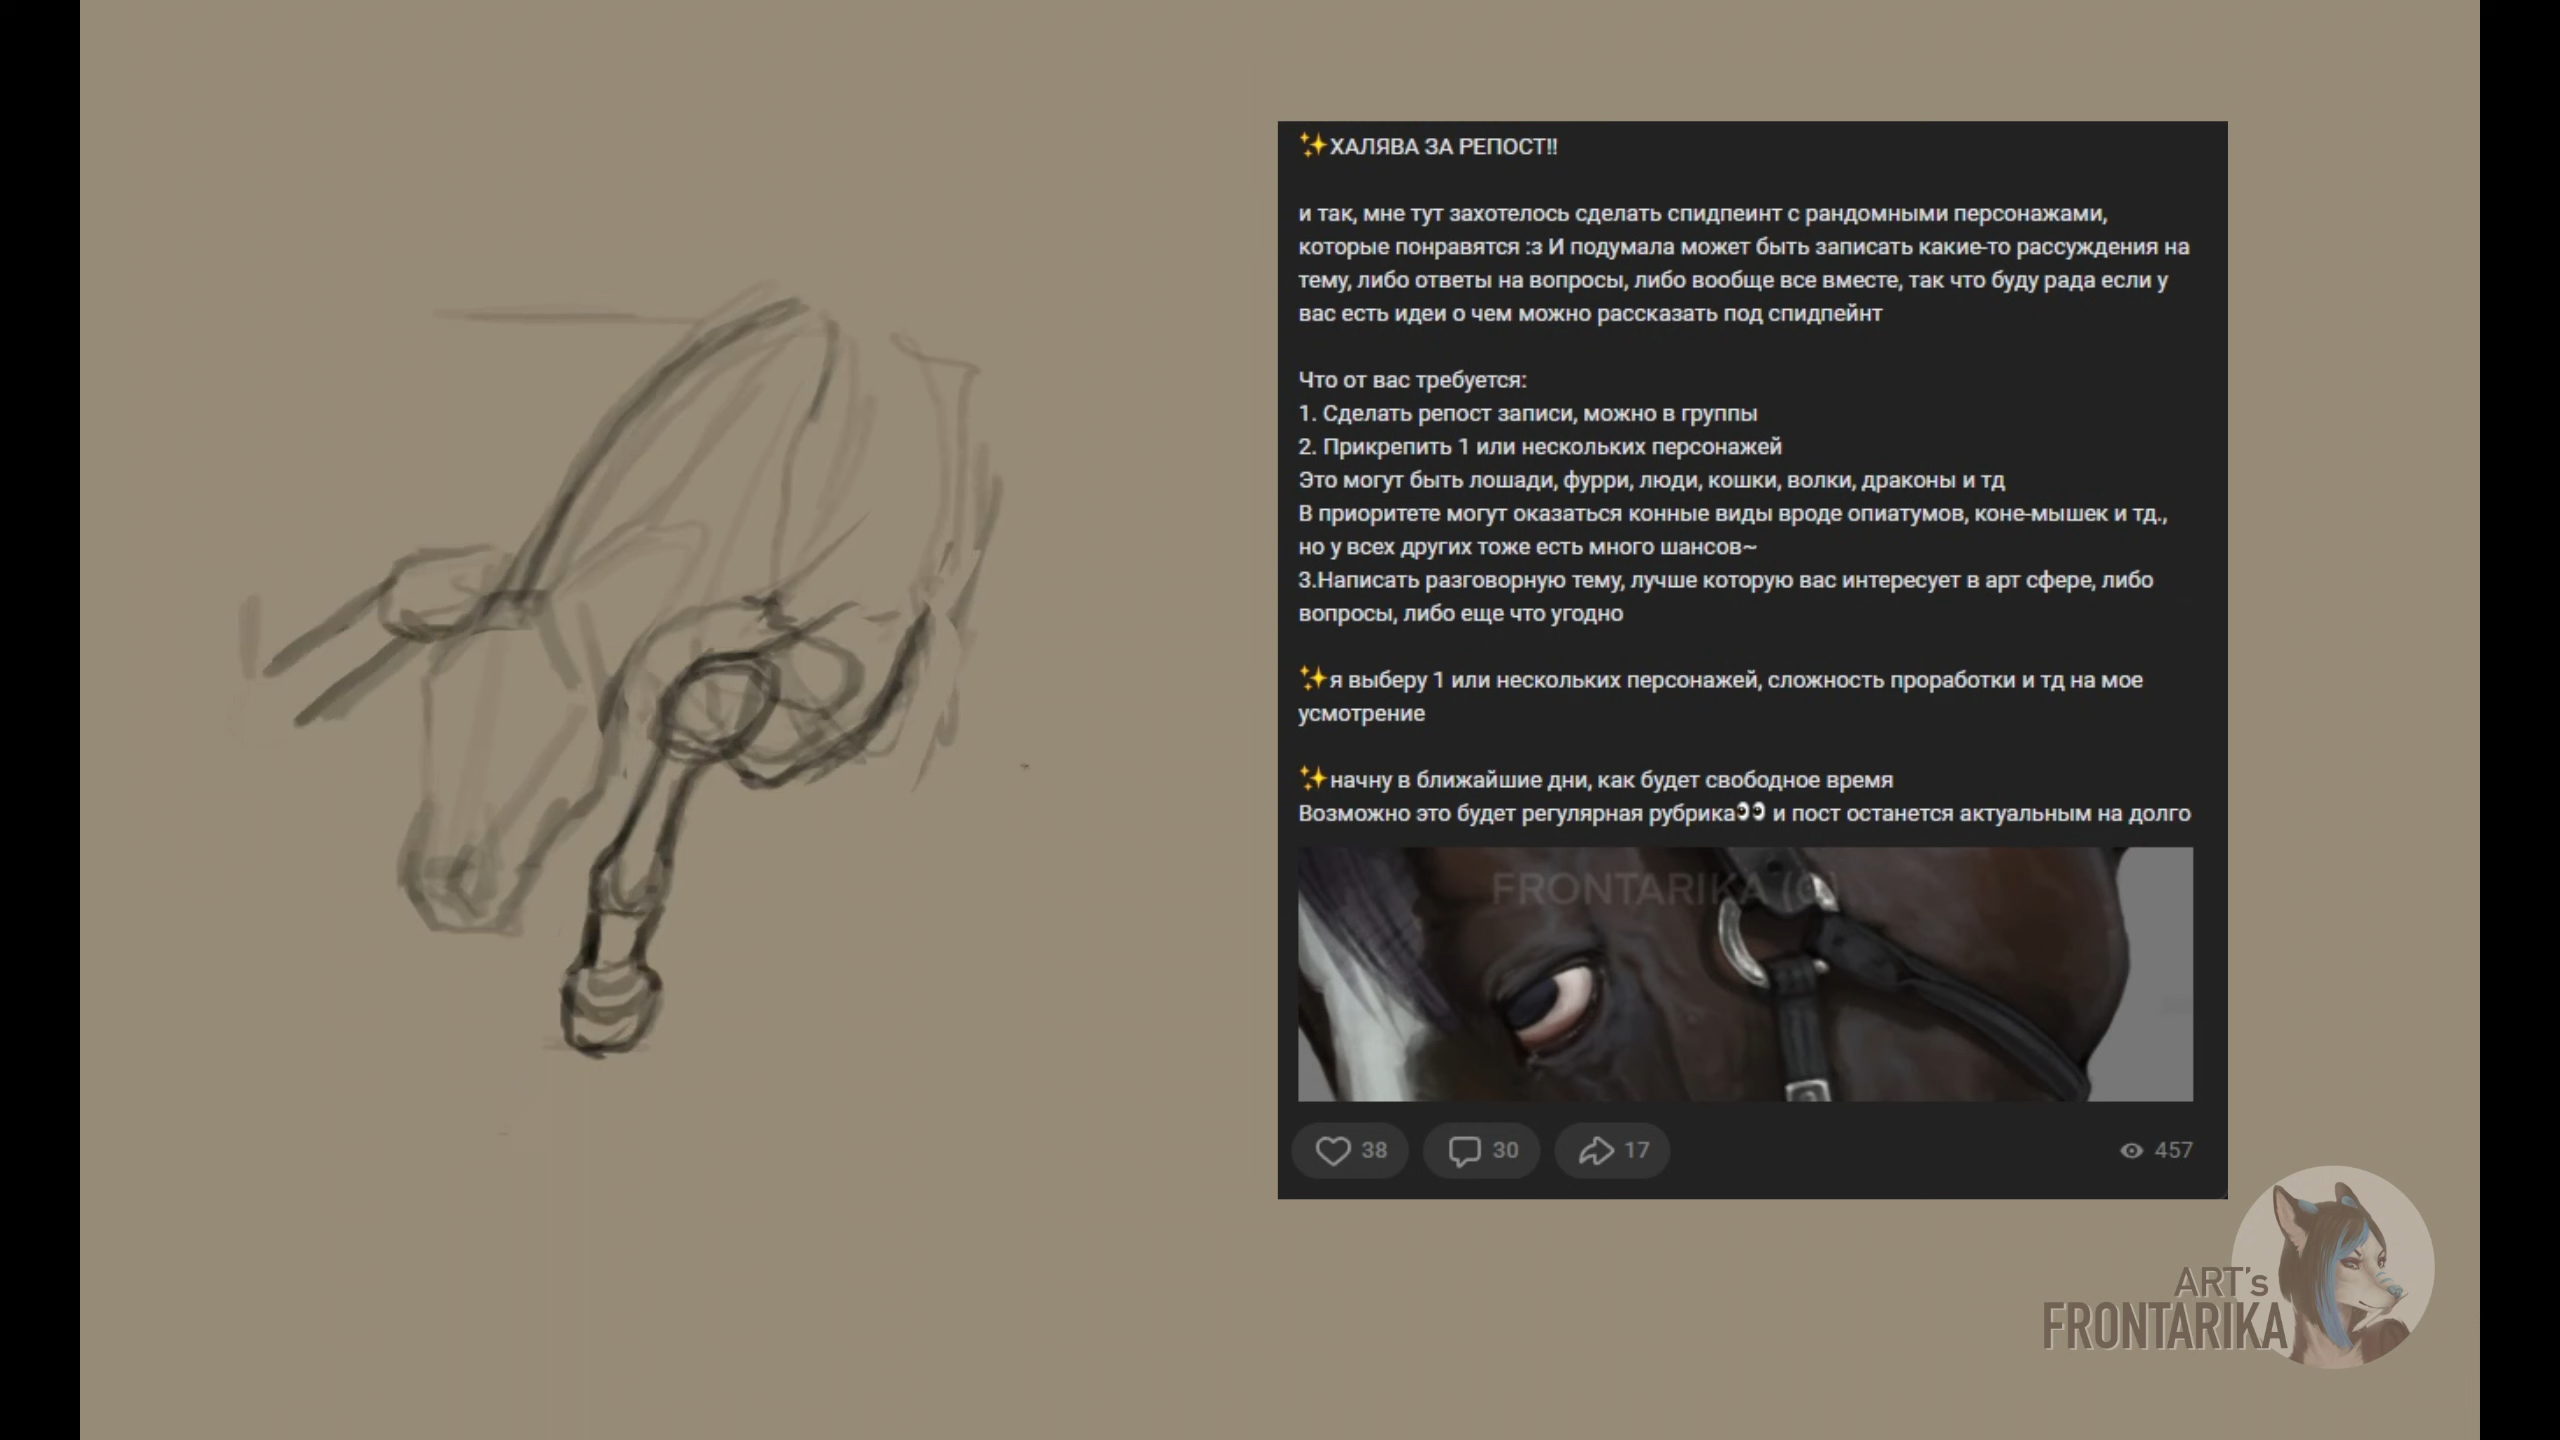 ✨ХАЛЯВА ЗА РЕПОСТ!!
и так, мне тут захотелось сделать спидпеинт с рандомными персонажами,
которые понравятся :з И подумала может быть записать какие-то рассуждения на
тему, либо ответы на вопросы, либо вообще все вместе, так что буду рада если у
вас есть идеи о чем можно рассказать под спидпейнт
Что от вас требуется:
1. Сделать репост записи, можно в группы
2. Прикрепить 1 или нескольких персонажей
Это могут быть лошади, фурри, люди, кошки, волки, драконы и тд
В приоритете могут оказаться конные виды вроде опиатумов, коне-мышек и тд.,
но у всех других тоже есть много шансов~
3.Написать разговорную тему, лучше которую вас интересует в арт сфере, либо
вопросы, либо еще что угодно
✨я выберу 1 или нескольких персонажей, сложность проработки и тд на мое
усмотрение
✨начну в ближайшие дни, как будет свободное время
Возможно это будет регулярная рубрика👀 и пост останется актуальным на долго
FRONTARIKA (c)
38 30 17 457
ART's
FRONTARIKA